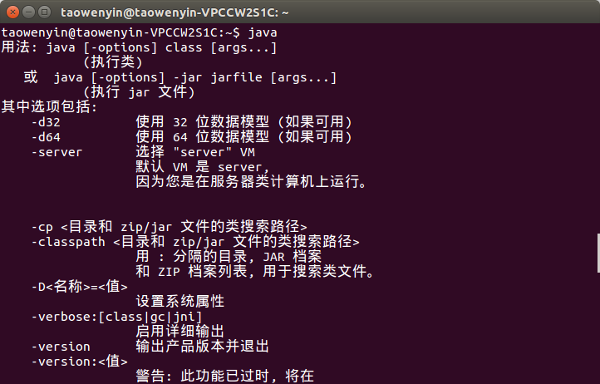 taowenyin@taowenyin-VPCCW2S1C: ~
taowenyin@taowenyin-VPCCW2S1C:~$ java
用法: java [-options] class [args...]
(执行类)
或 java [-options] -jar jarfile [args...]
(执行 jar 文件)
其中选项包括:
-d32 使用 32 位数据模型 (如果可用)
-d64 使用 64 位数据模型 (如果可用)
-server 选择 "server" VM
默认 VM 是 server,
因为您是在服务器类计算机上运行。
-cp <目录和 zip/jar 文件的类搜索路径>
-classpath <目录和 zip/jar 文件的类搜索路径>
用 : 分隔的目录, JAR 档案
和 ZIP 档案列表, 用于搜索类文件。
-D<名称>=<值>
设置系统属性
-verbose:[class|gc|jni]
启用详细输出
-version 输出产品版本并退出
-version:<值>
警告: 此功能已过时, 将在